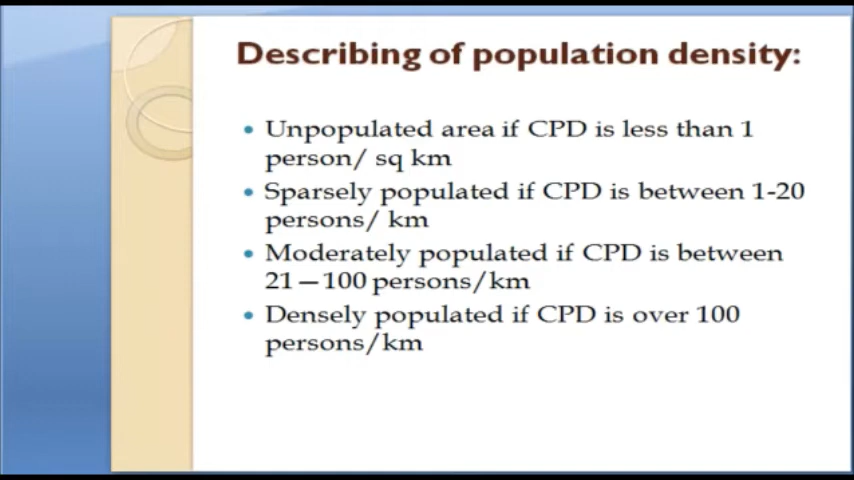 Describing of population density:
Unpopulated area if CPD is less than 1
person/ sq km
Sparsely populated if CPD is between 1-20
persons/ km
Moderately populated if CPD is between
21—100 persons/km
Densely populated if CPD is over 100
persons/km